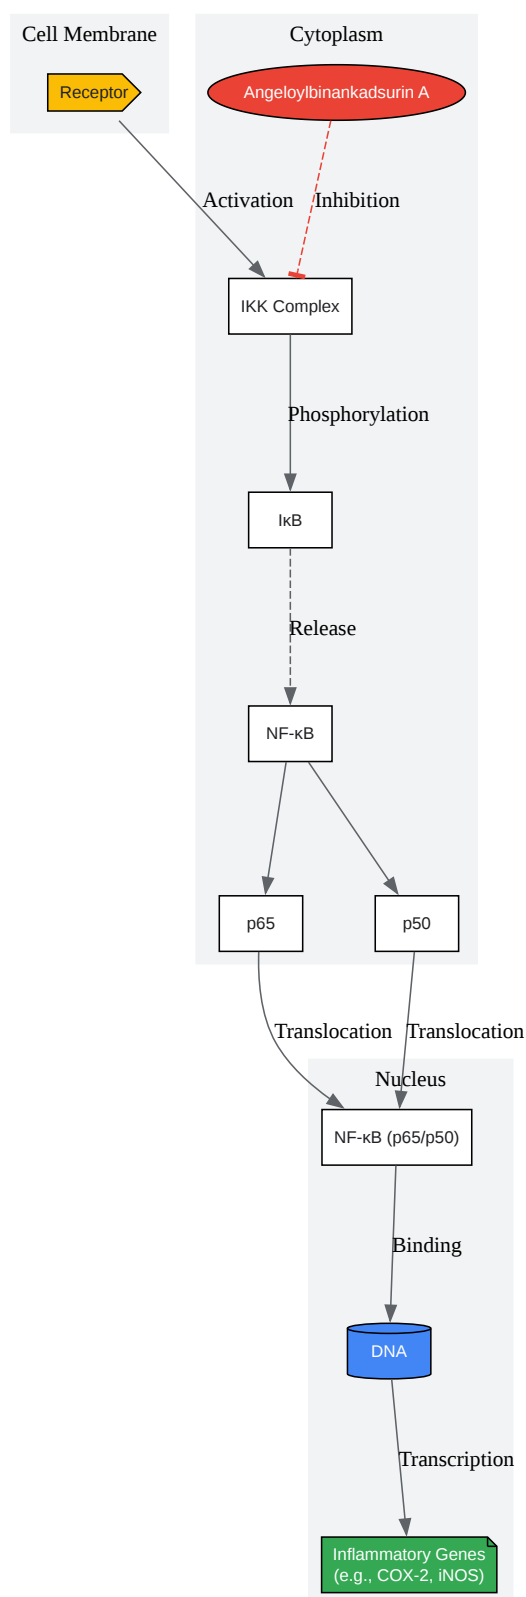 Cell Membrane
Cytoplasm
Receptor
Angeloylbinankadsurin A
Activation
Inhibition
IKK Complex
Phosphorylation
IκB
Release
NF-κB
p65
p50
Translocation
Translocation
Nucleus
NF-κB (p65/p50)
Binding
DNA
Transcription
Inflammatory Genes
(e.g., COX-2, iNOS)